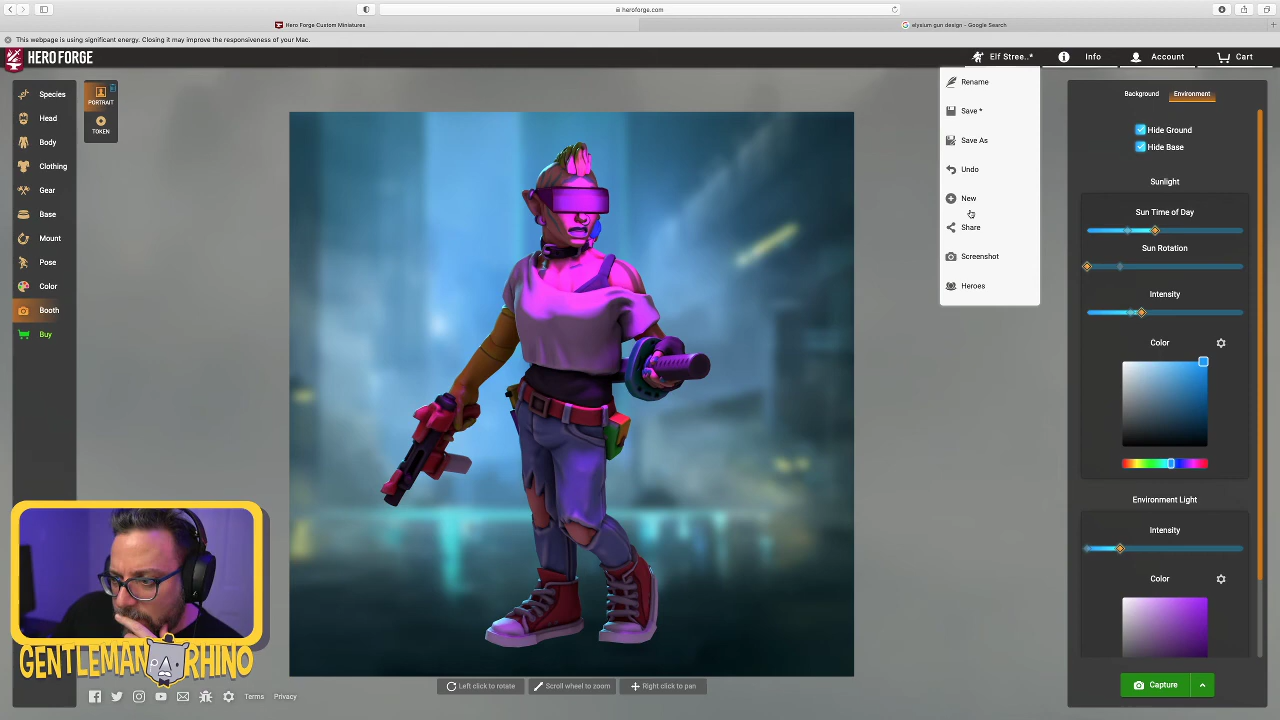 heroforge.com
Hero Forge Custom Miniatures
elysium gun design - Google Search
This webpage is using significant energy. Closing it may improve the responsiveness of your Mac.
HERO FORGE
Elf Stree..*
Info
Account
Cart
Species
Head
Body
Clothing
Gear
Base
Mount
Pose
Color
Booth
Buy
PORTRAIT
TOKEN
Rename
Save *
Save As
Undo
New
Share
Screenshot
Heroes
Background
Environment
Hide Ground
Hide Base
Sunlight
Sun Time of Day
Sun Rotation
Intensity
Color
Environment Light
Intensity
Color
Capture
Left click to rotate
Scroll wheel to zoom
Right click to pan
GENTLEMAN RHINO
Terms
Privacy